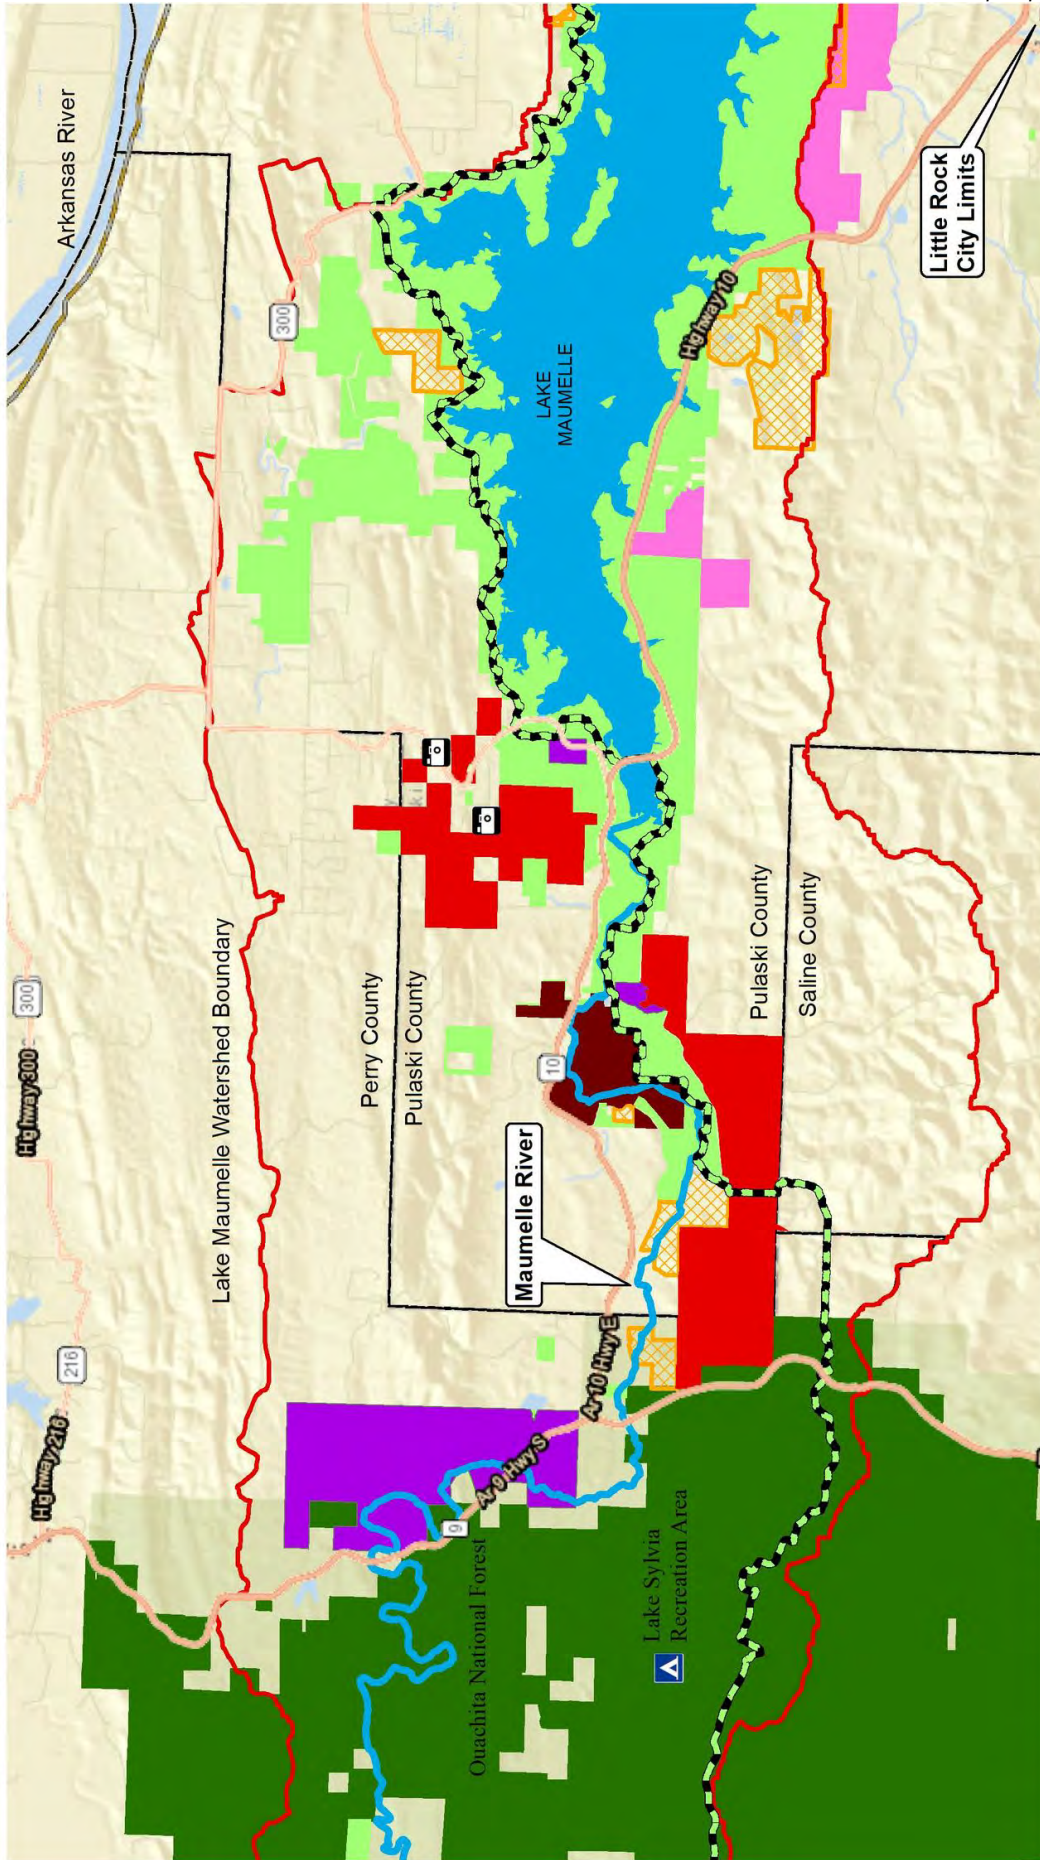 Arkansas River
300
Highway 300
300
Highway 216
216
Lake Maumelle Watershed Boundary
Perry County
Pulaski County
LAKE
MAUMELLE
Highway 10
Little Rock
City Limits
10
Maumelle River
Pulaski County
Saline County
Ar 10 Hwy E
Ar 9 Hwy S
9
Ouachita National Forest
Lake Sylvia
Recreation Area